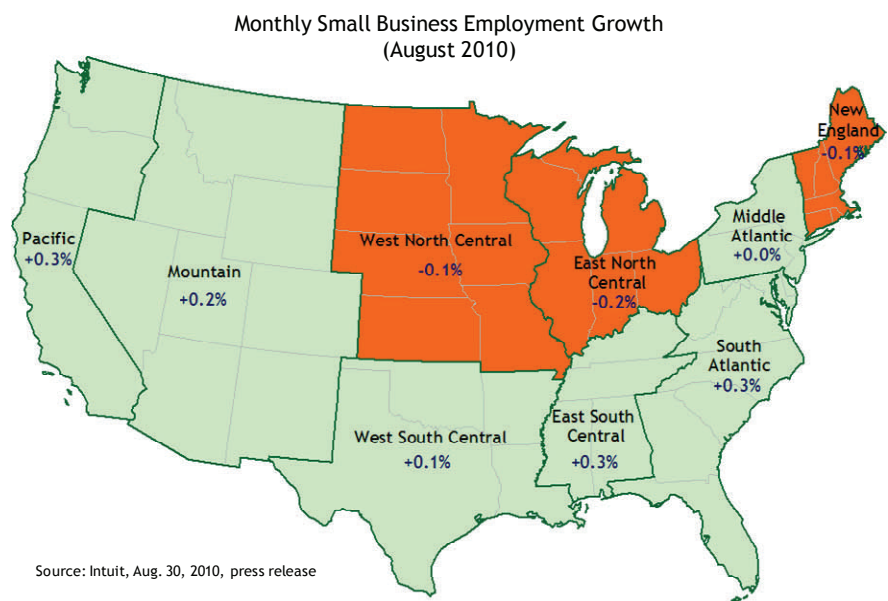 Monthly Small Business Employment Growth
(August 2010)
New
England
-0.1%
Middle
Atlantic
+0.0%
Pacific
+0.3%
West North Central
-0.1%
East North
Central
-0.2%
Mountain
+0.2%
South
Atlantic
+0.3%
East South
Central
+0.3%
West South Central
+0.1%
Source: Intuit, Aug. 30, 2010, press release